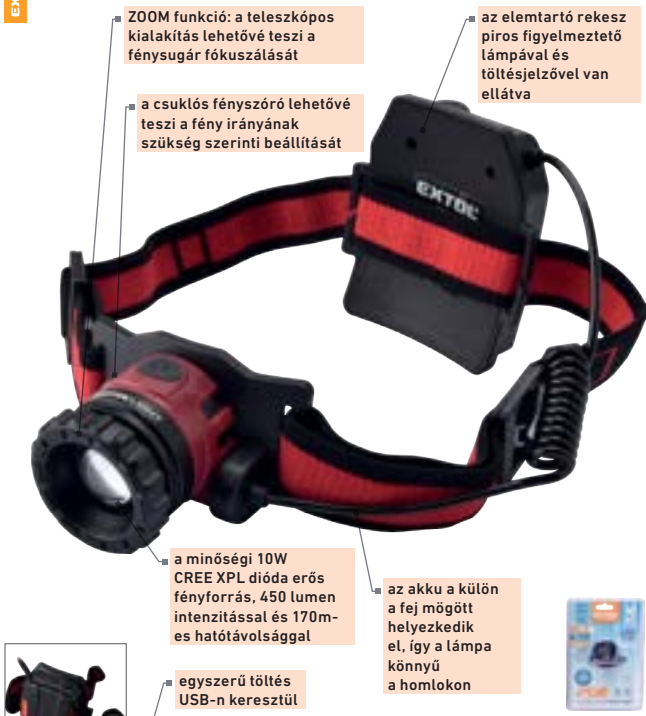 EX
ZOOM funkció: a teleszkópos
kialakítás lehetővé teszi a
fénysugár fókuszálását
az elemtartó rekesz
piros figyelmeztető
lámpával és
töltésjelzővel van
ellátva
a csuklós fényszóró lehetővé
teszi a fény irányának
szükség szerinti beállítását
EXTOL
a minőségi 10W
CREE XPL dióda erős
fényforrás, 450 lumen
intenzitással és 170m-
es hatótávolsággal
az akku a külön
a fej mögött
helyezkedik
el, így a lámpa
könnyű
a homlokon
egyszerű töltés
USB-n keresztül